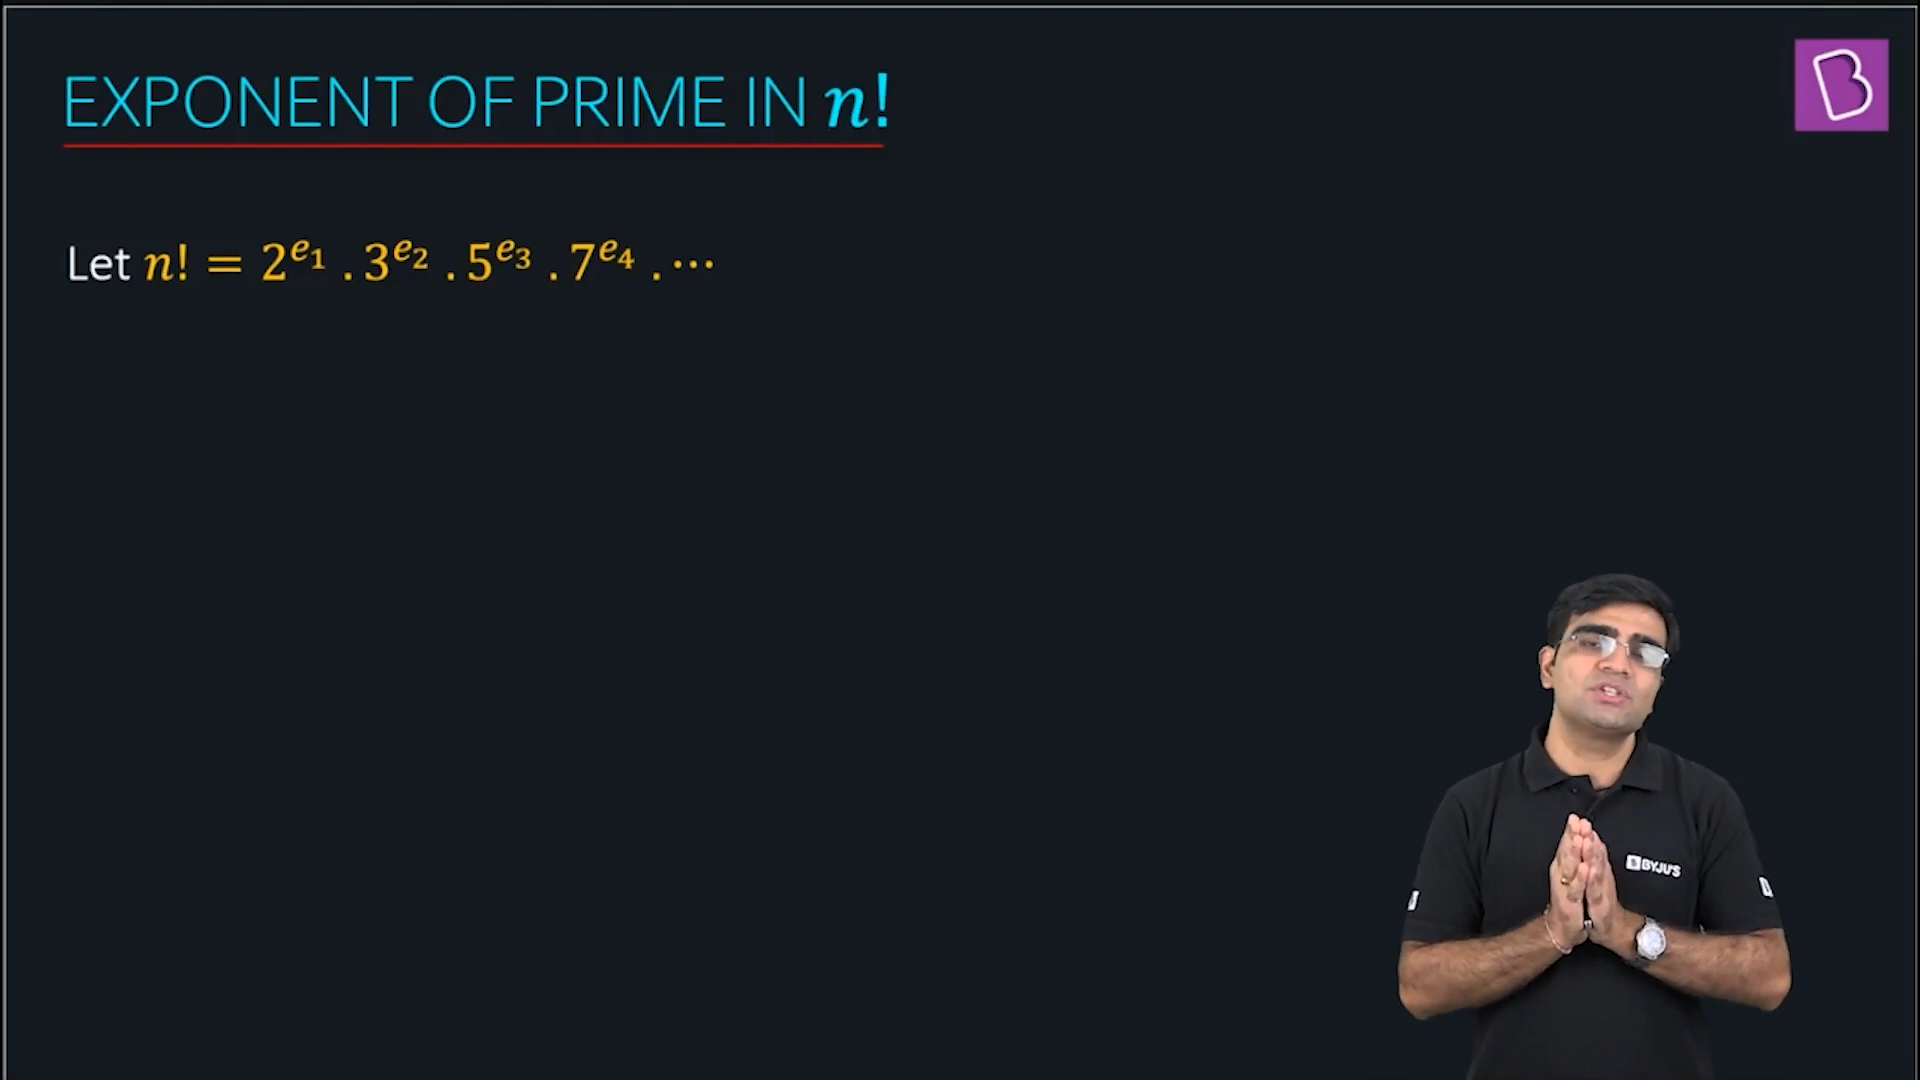 EXPONENT OF PRIME IN n!
Let n! = 2^{e_1} . 3^{e_2} . 5^{e_3} . 7^{e_4} . ⋯
BYJU'S